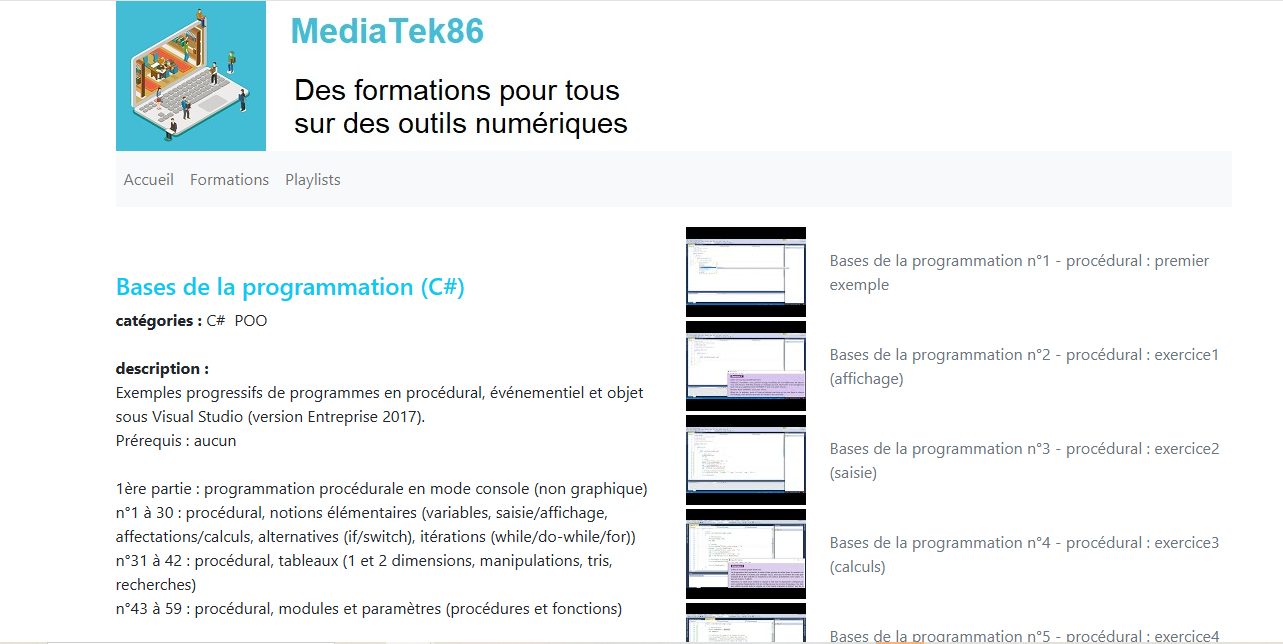 MediaTek86
Des formations pour tous
sur des outils numériques
Accueil Formations Playlists
Bases de la programmation (C#)
catégories : C# POO
description :
Exemples progressifs de programmes en procédural, événementiel et objet
sous Visual Studio (version Entreprise 2017).
Prérequis : aucun
1ère partie : programmation procédurale en mode console (non graphique)
n°1 à 30 : procédural, notions élémentaires (variables, saisie/affichage,
affectations/calculs, alternatives (if/switch), itérations (while/do-while/for))
n°31 à 42 : procédural, tableaux (1 et 2 dimensions, manipulations, tris,
recherches)
n°43 à 59 : procédural, modules et paramètres (procédures et fonctions)
Bases de la programmation n°1 - procédural : premier
exemple
Bases de la programmation n°2 - procédural : exercice1
(affichage)
Bases de la programmation n°3 - procédural : exercice2
(saisie)
Bases de la programmation n°4 - procédural : exercice3
(calculs)
Bases de la programmation n°5 - procédural : exercice4